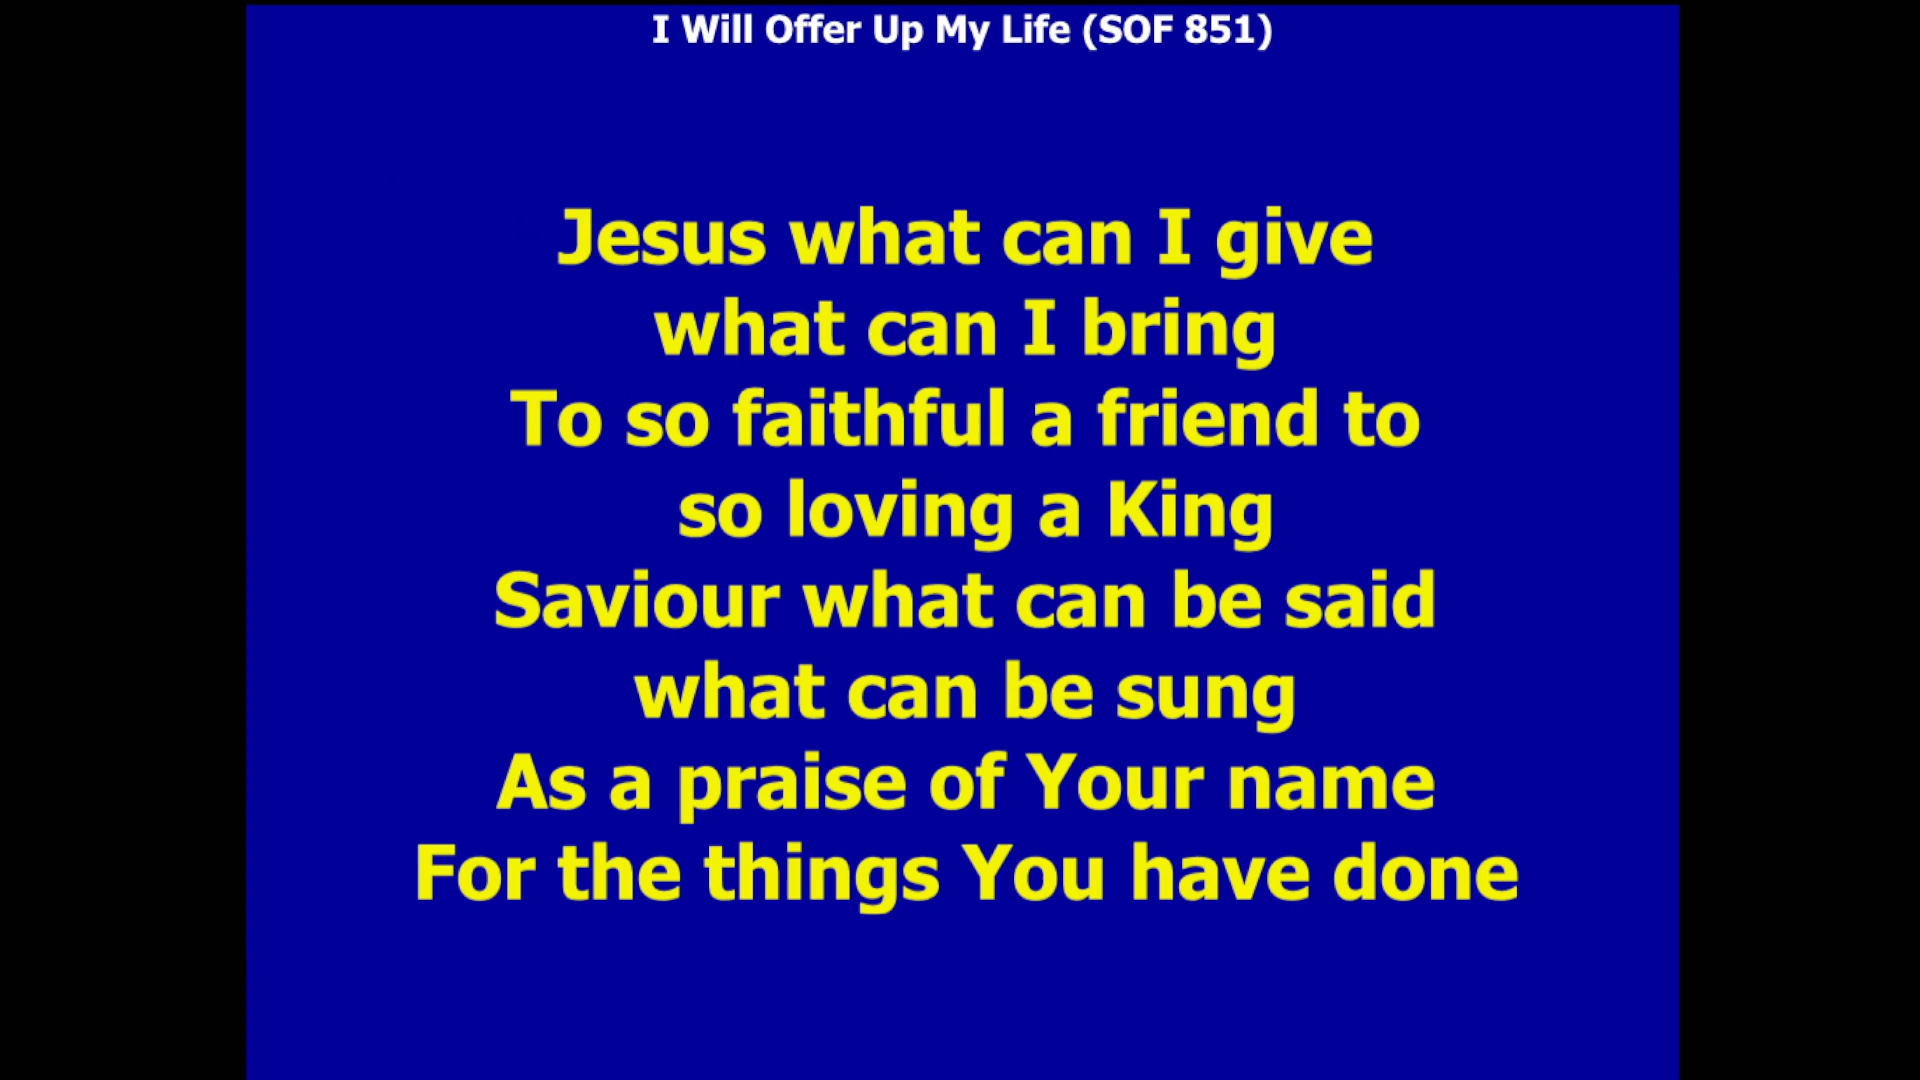 I Will Offer Up My Life (SOF 851)
Jesus what can I give
what can I bring
To so faithful a friend to
so loving a King
Saviour what can be said
what can be sung
As a praise of Your name
For the things You have done